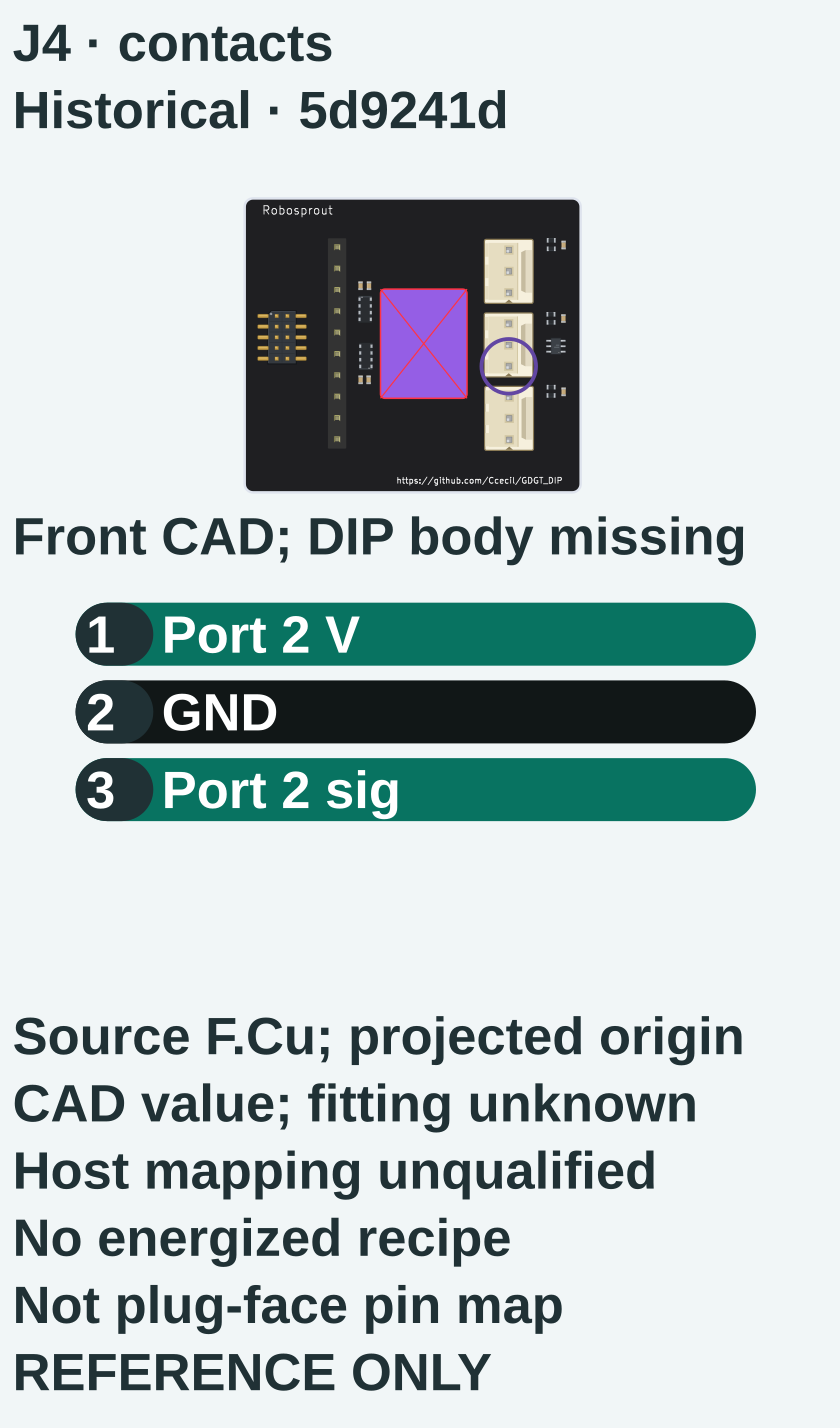 J4 · contacts
Historical · 5d9241d
Robosprout
https://github.com/Ccecil/GDGT_DIP
Front CAD; DIP body missing
1 Port 2 V
2 GND
3 Port 2 sig
Source F.Cu; projected origin
CAD value; fitting unknown
Host mapping unqualified
No energized recipe
Not plug-face pin map
REFERENCE ONLY